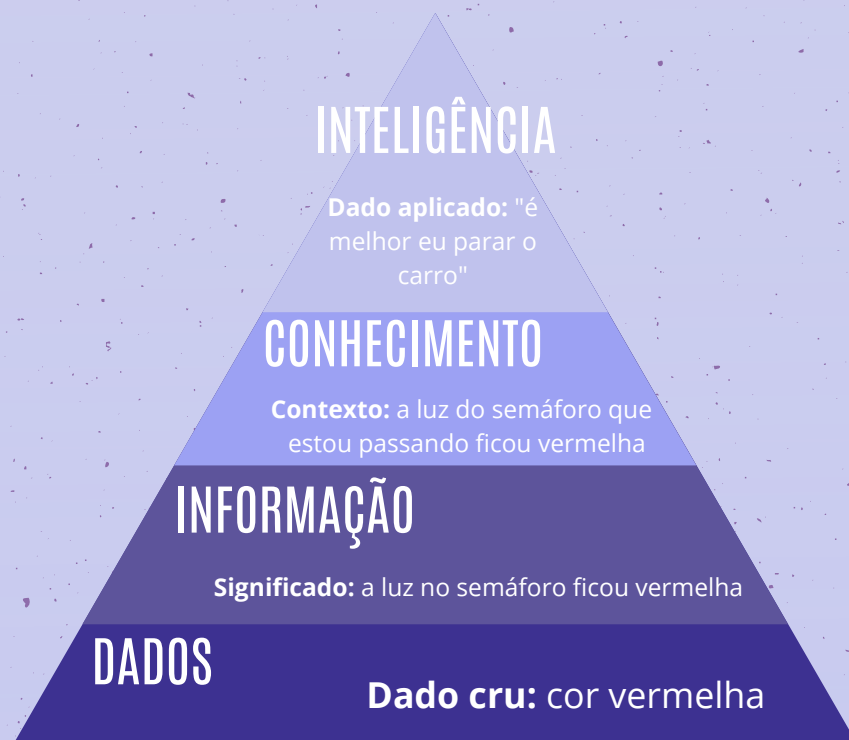 INTELIGÊNCIA
Dado aplicado: "é
melhor eu parar o
carro"
CONHECIMENTO
Contexto: a luz do semáforo que
estou passando ficou vermelha
INFORMAÇÃO
Significado: a luz no semáforo ficou vermelha
DADOS
Dado cru: cor vermelha